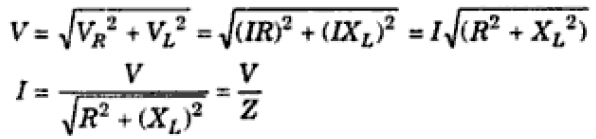 V = √(V_R² + V_L²) = √((IR)² + (IX_L)²) = I√((R² + X_L²))
I = V / √(R² + (X_L)²) = V / Z